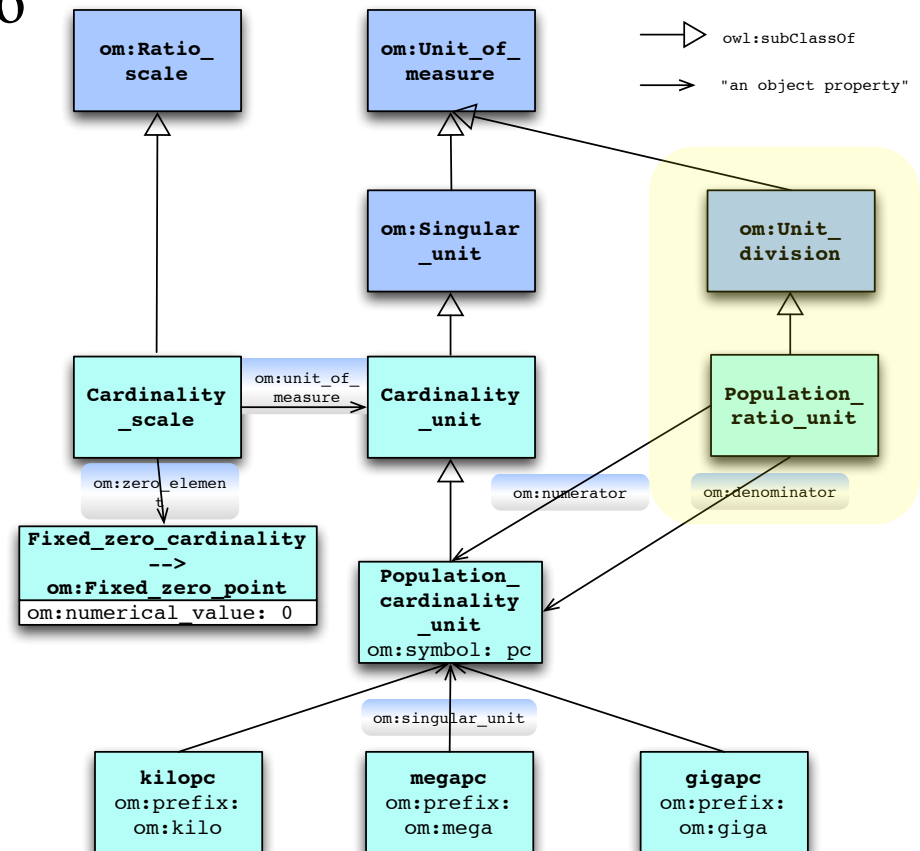 om:Ratio_
scale
om:Unit_of_
measure
owl:subClassOf
"an object property"
om:Singular
_unit
om:Unit_
division
Cardinality
_scale
om:unit_of_
measure
Cardinality
_unit
Population_
ratio_unit
om:zero_elemen
t
om:numerator
om:denominator
Fixed_zero_cardinality
-->
om:Fixed_zero_point
om:numerical_value: 0
Population_
cardinality
_unit
om:symbol: pc
om:singular_unit
kilopc
om:prefix:
om:kilo
megapc
om:prefix:
om:mega
gigapc
om:prefix:
om:giga